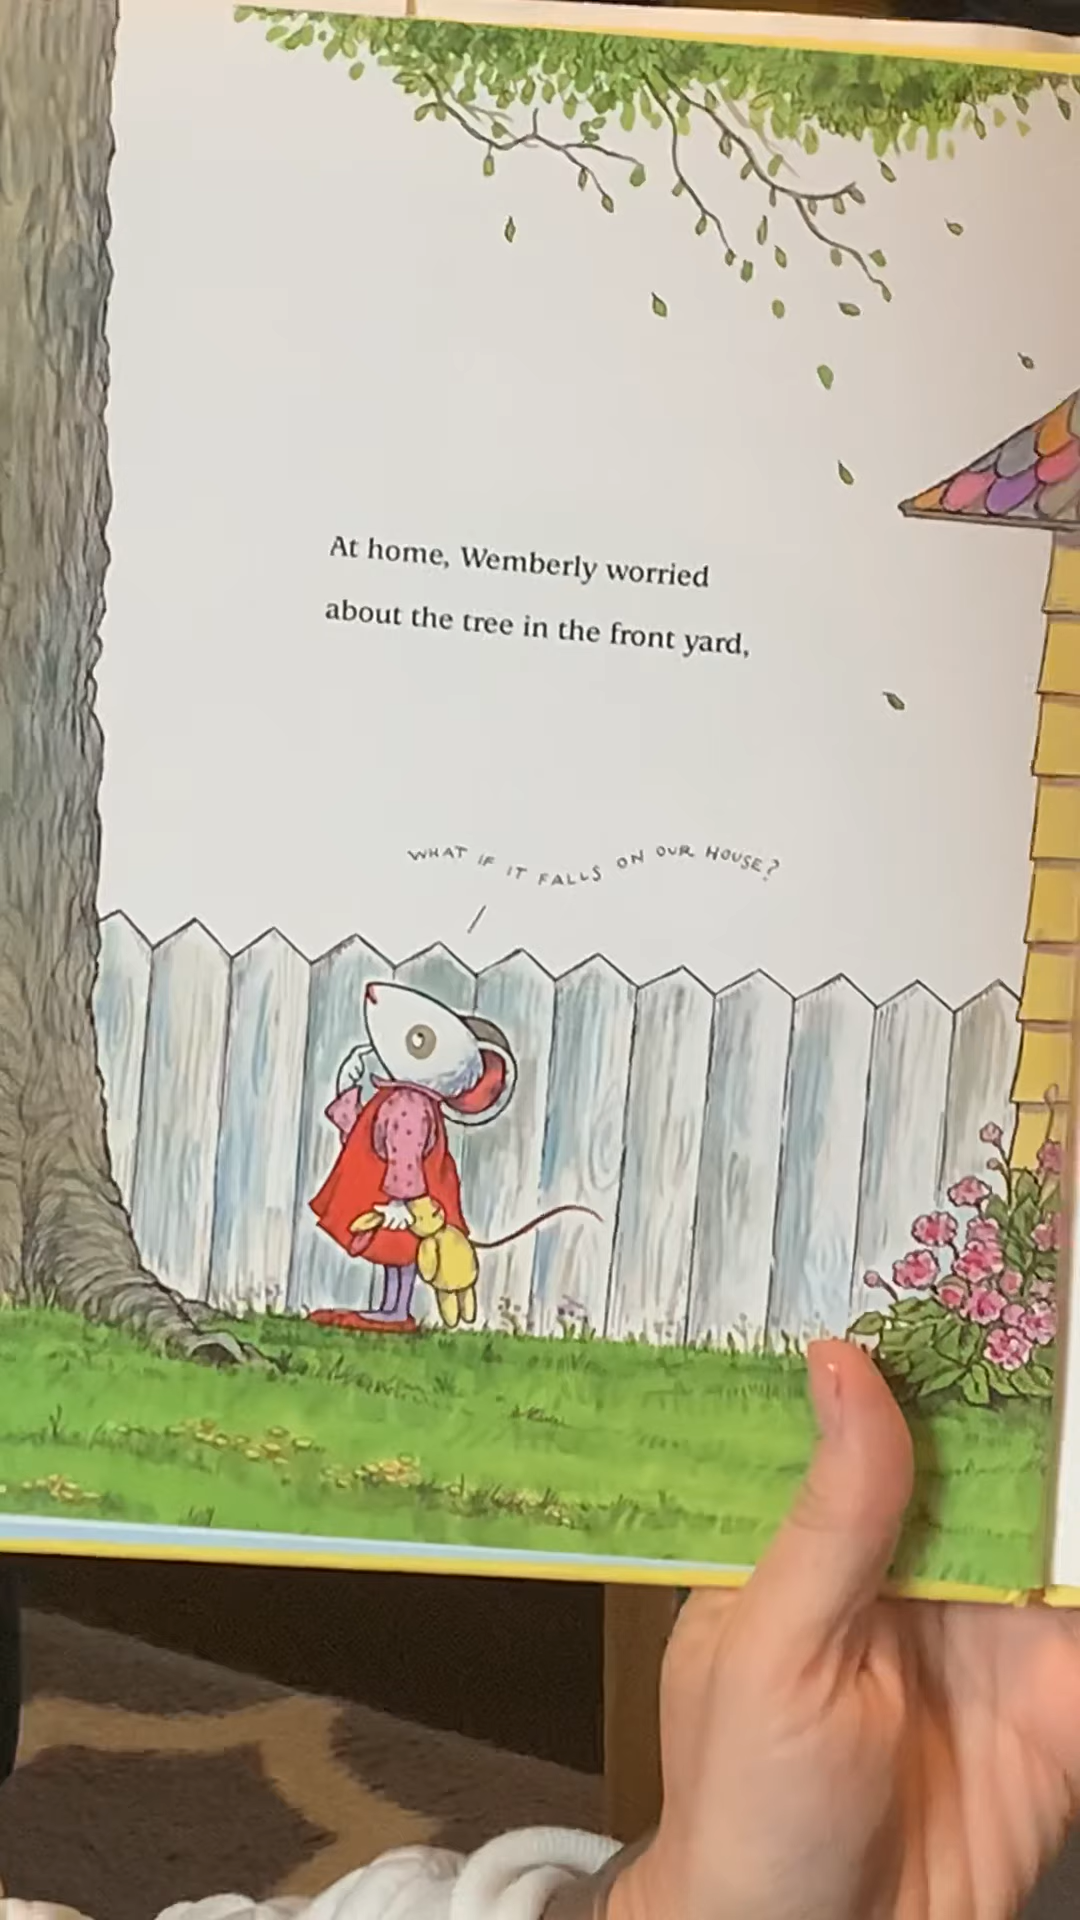 At home, Wemberly worried
about the tree in the front yard,
WHAT IF IT FALLS ON OUR HOUSE?